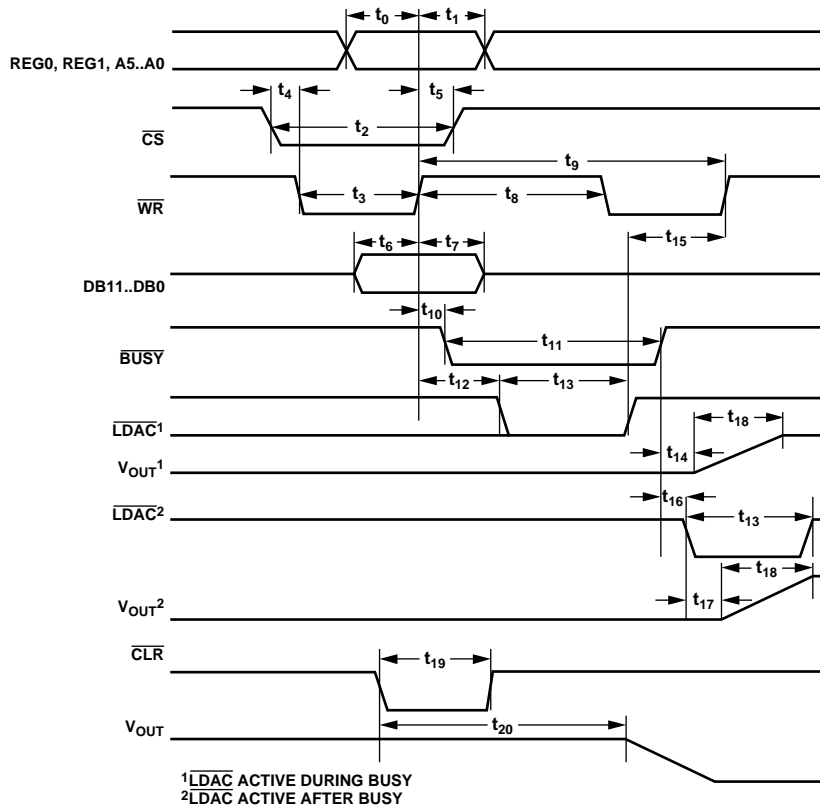 t0 t1
REG0, REG1, A5..A0
t4 t5
t2
CS
t9
WR
t3 t8
t15
t6 t7
DB11..DB0
t10
t11
BUSY
t12 t13
LDAC1
t18
t14
VOUT1
t16
LDAC2
t13
t18
t17
VOUT2
CLR
t19
t20
VOUT
1LDAC ACTIVE DURING BUSY
2LDAC ACTIVE AFTER BUSY